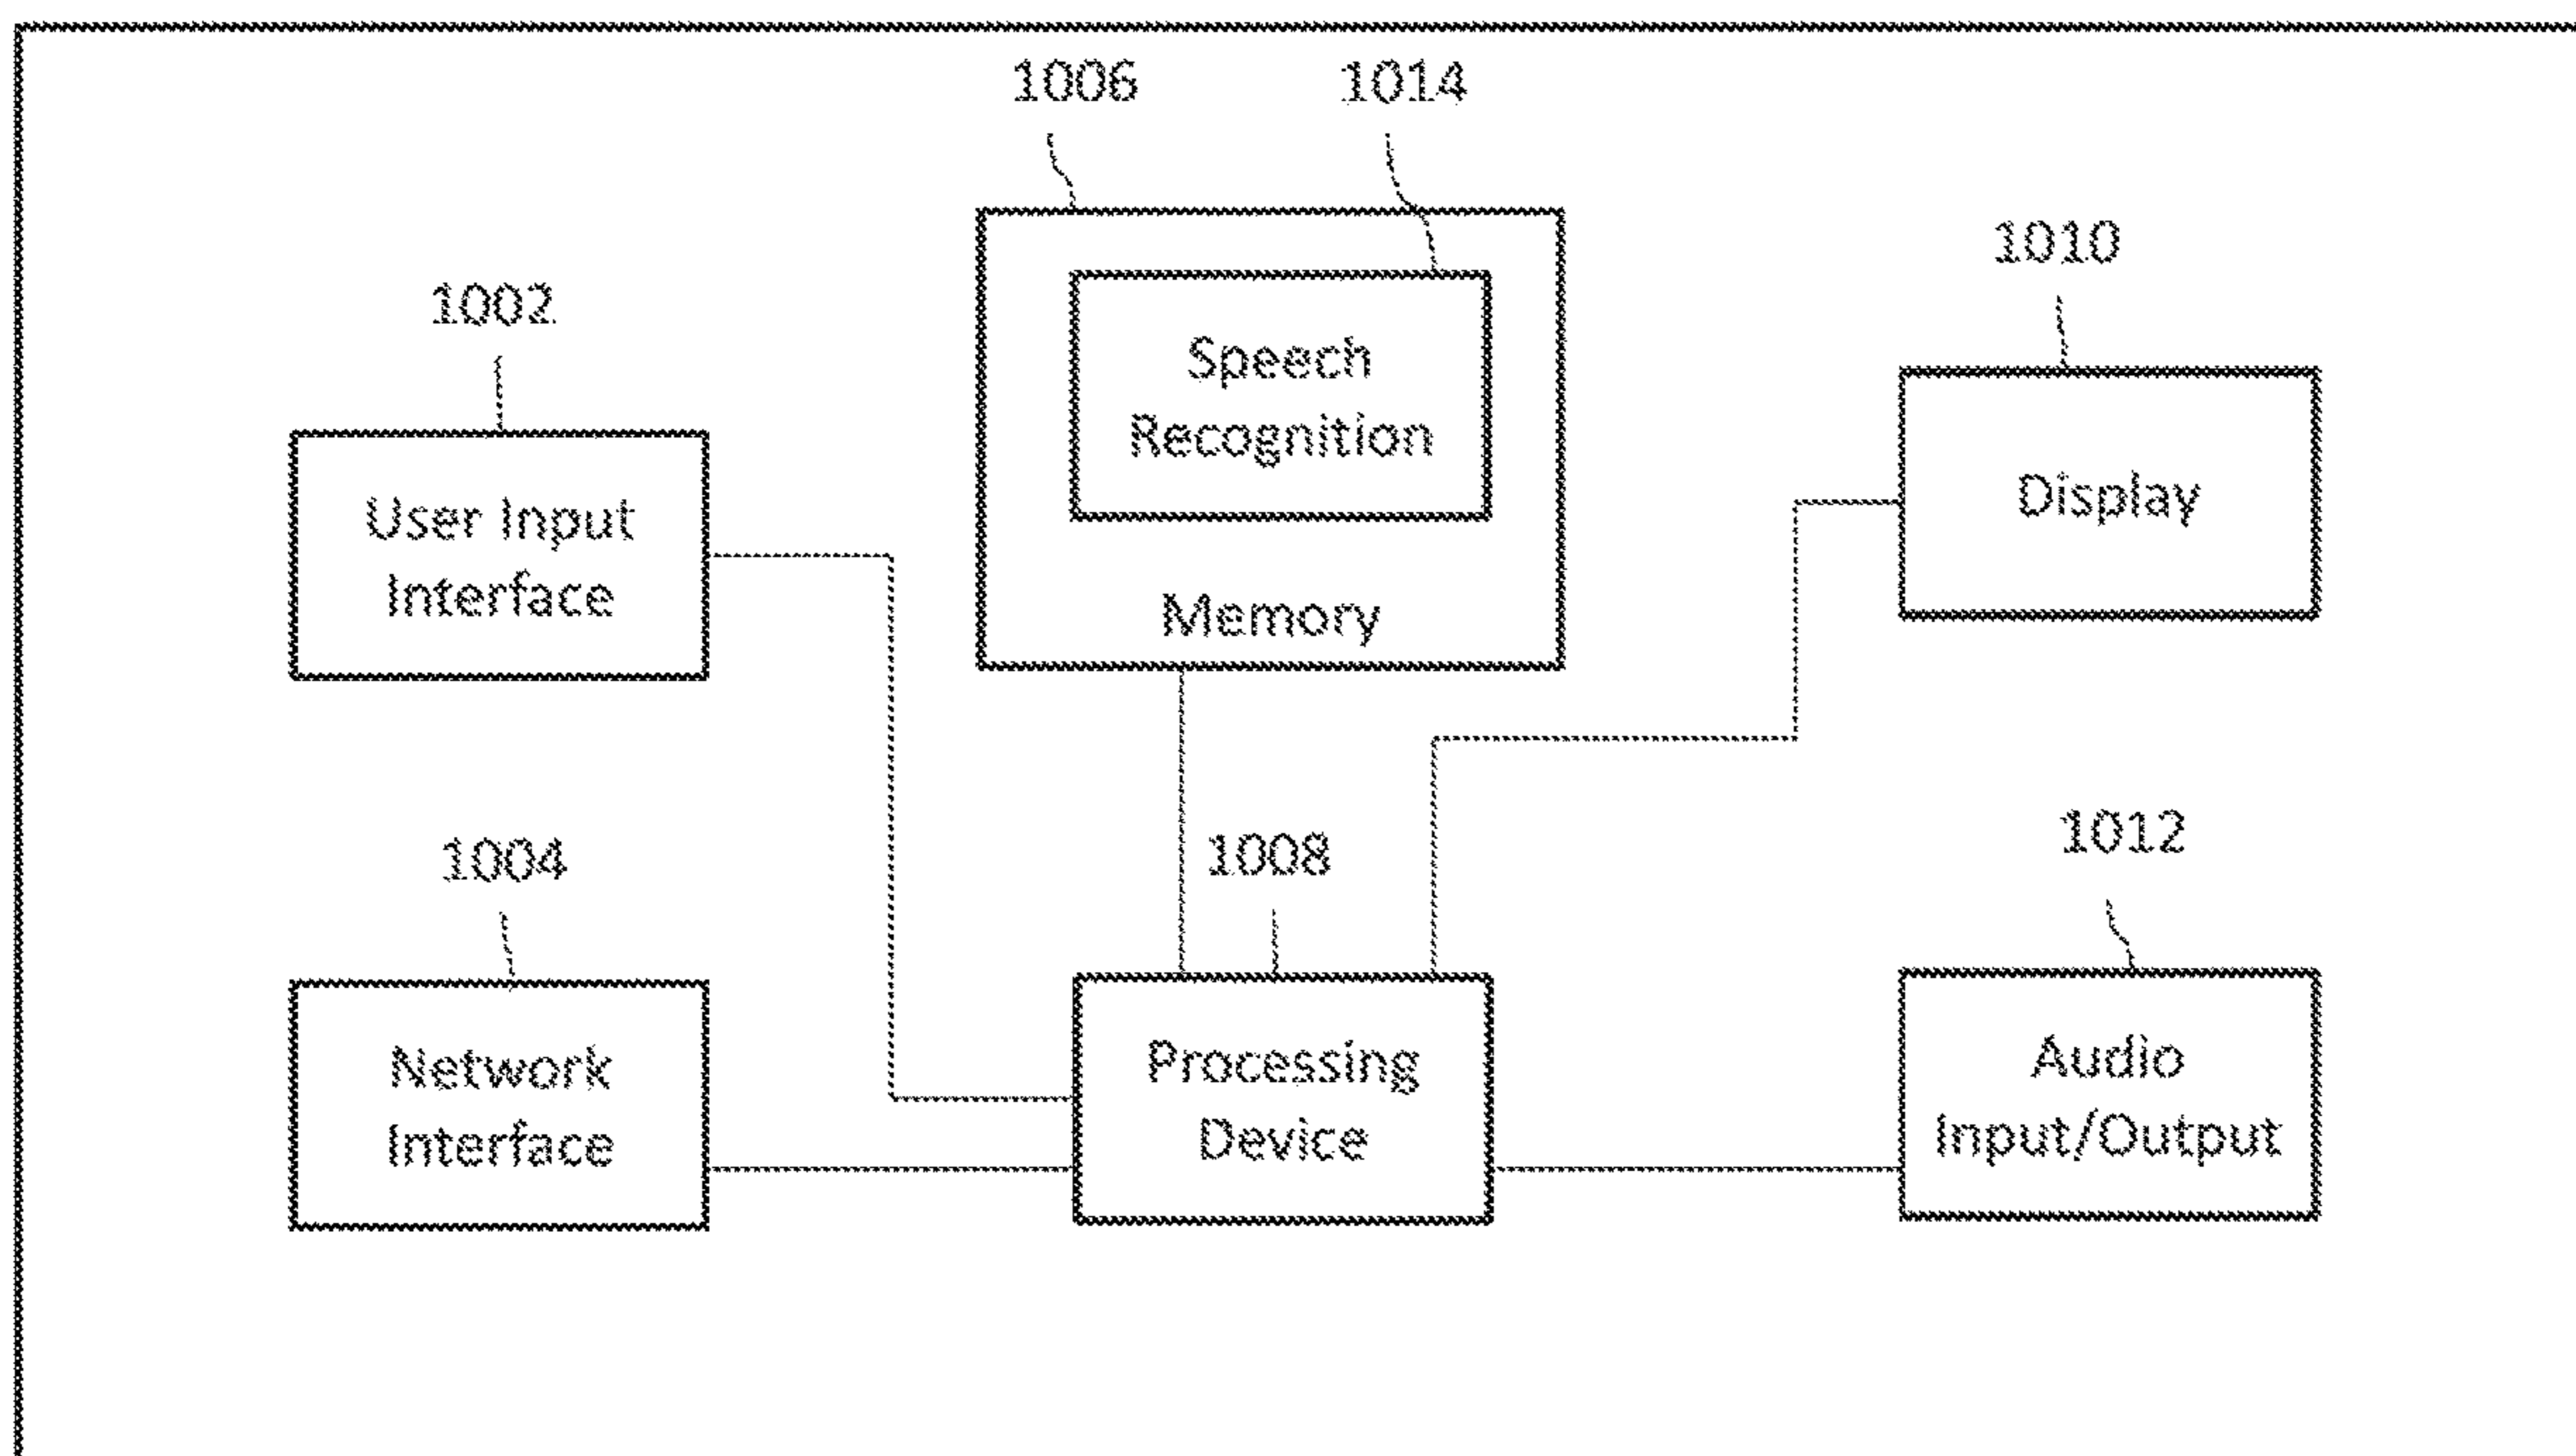 1006
1014
1010
1002
Speech
Recognition
User Input
Interface
Display
Memory
1004
1008
1012
Network
Interface
Processing
Device
Audio
Input/Output